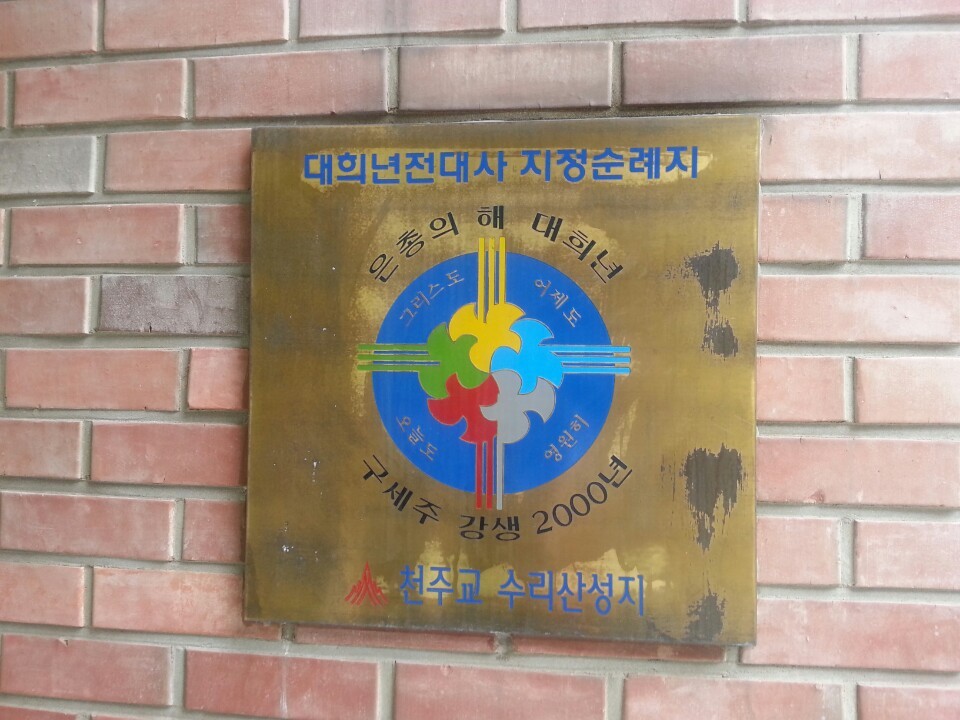 대희년전대사 지정순례지
은총의 해 대희년
그리스도
어제도
오늘도
영원히
구세주 강생 2000년
천주교 수리산성지